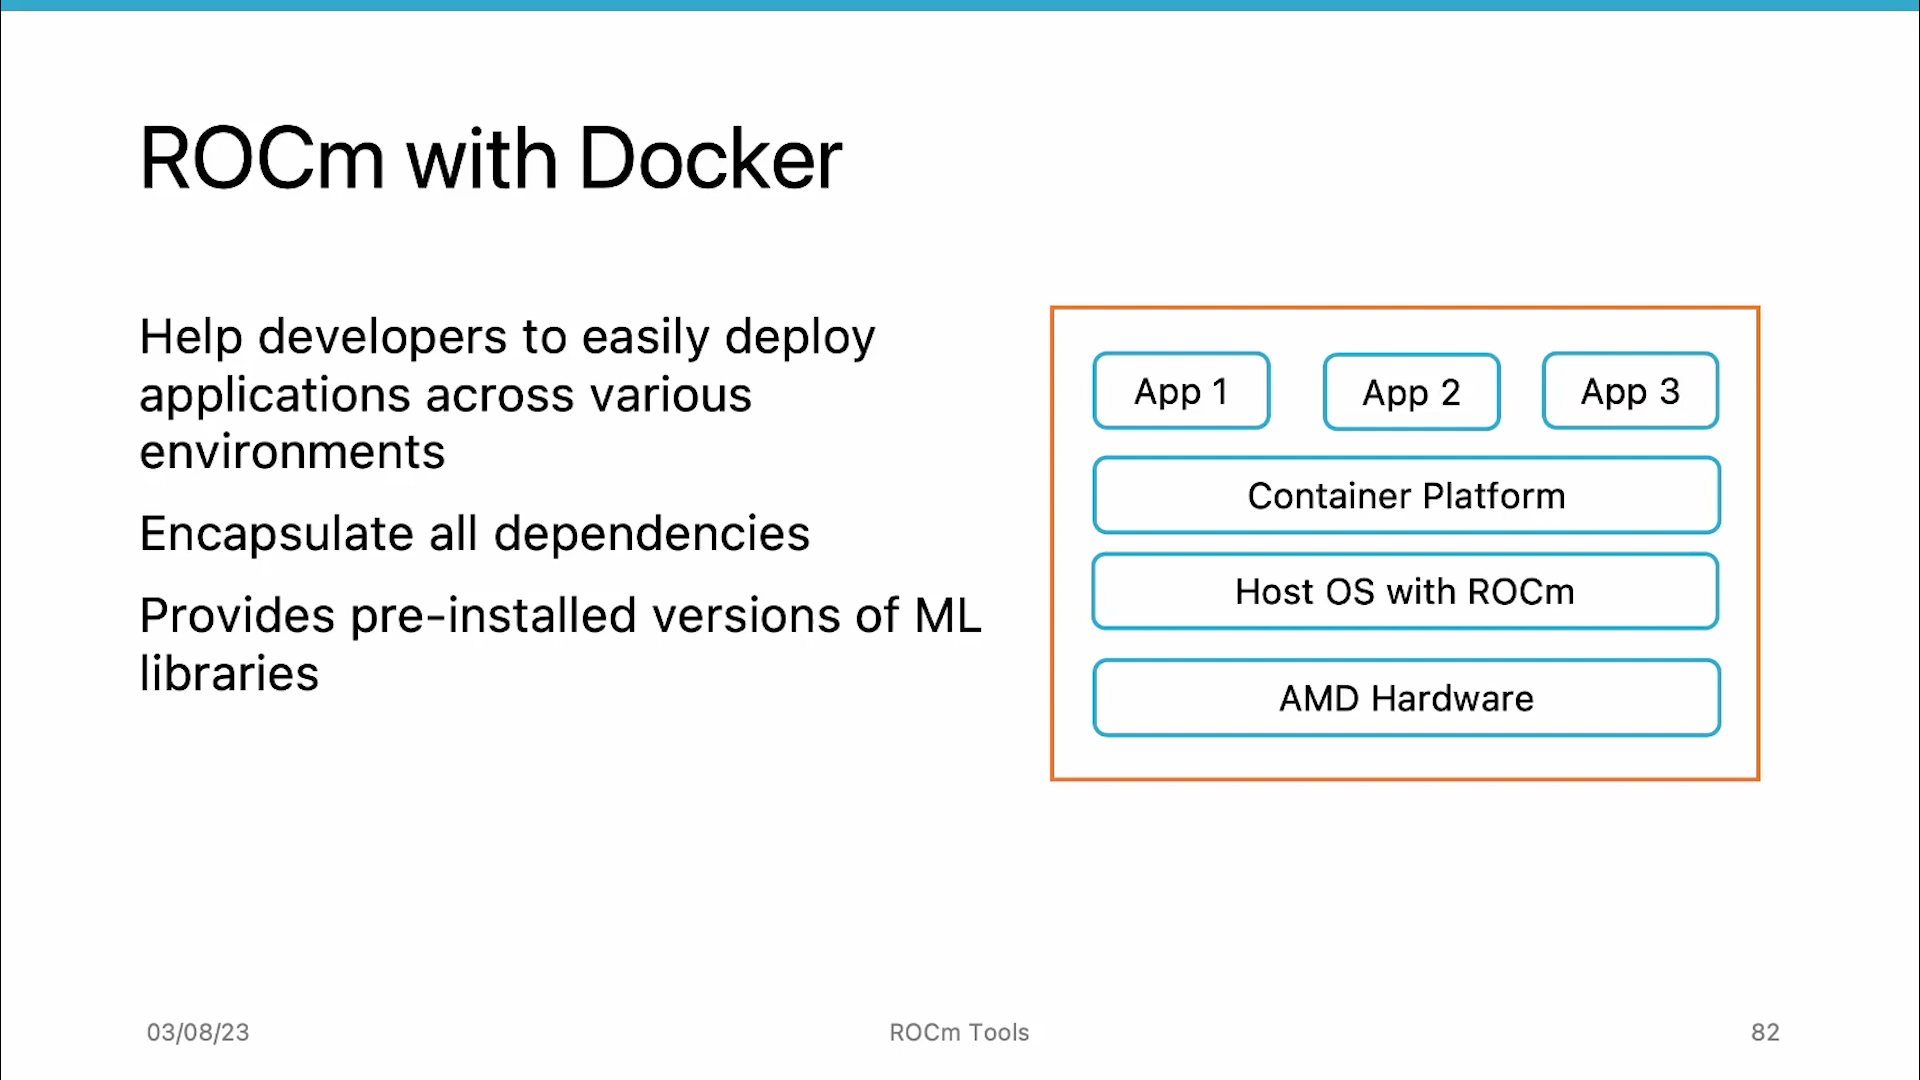 ROCm with Docker
Help developers to easily deploy
applications across various
environments
Encapsulate all dependencies
Provides pre-installed versions of ML
libraries
App 1
App 2
App 3
Container Platform
Host OS with ROCm
AMD Hardware
03/08/23
ROCm Tools
82